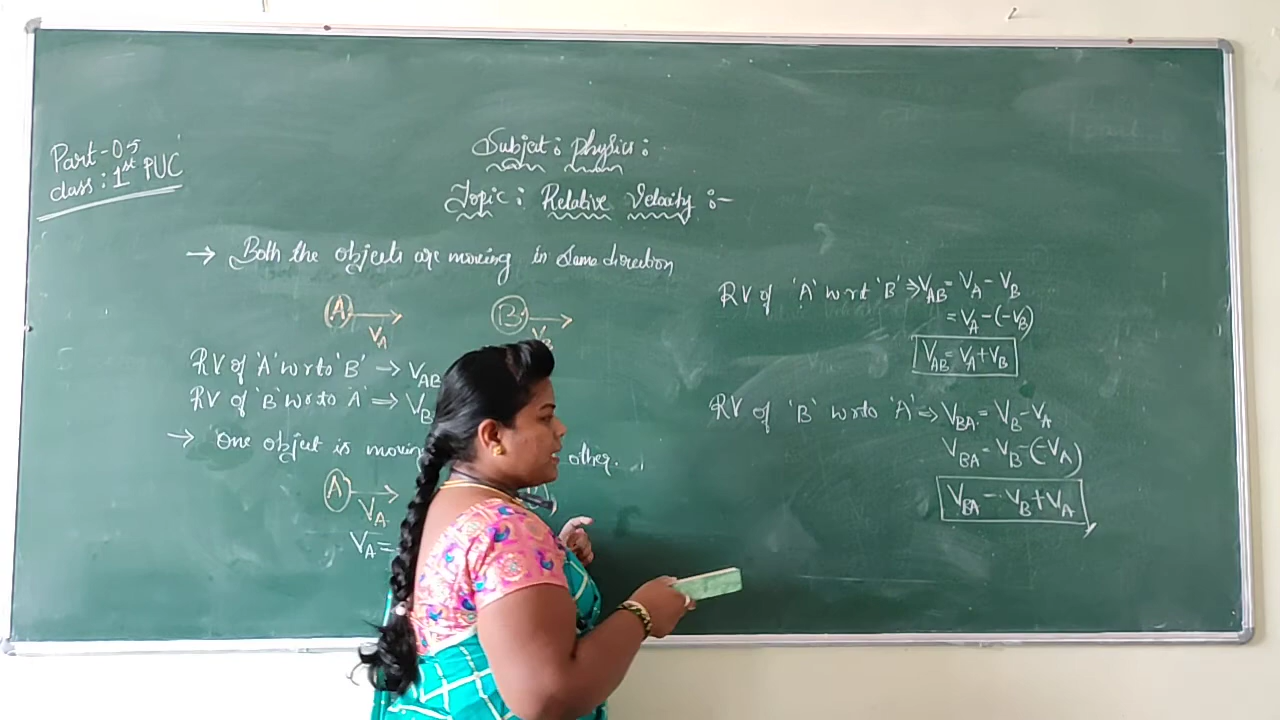 Part-05
class: 1st PUC
Subject: Physics:
Topic: Relative Velocity :-
→ Both the objects are moving in same direction
A B
VA VB
RV of 'A' w r to 'B' → VAB
RV of 'B' w r to 'A' ⇒ VB
→ One object is moving other.
A
VA
VA =
RV of 'A' w r t 'B' ⇒ VAB = VA - VB
= VA - (-VB)
VAB = VA + VB
RV of 'B' w r to 'A' ⇒ VBA = VB - VA
VBA = VB - (-VA)
VBA = VB + VA